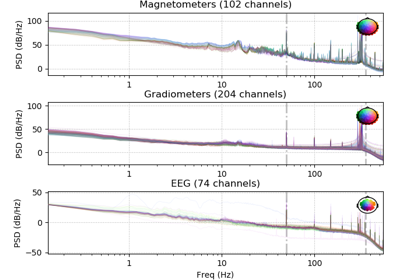 Magnetometers (102 channels)
PSD (dB/Hz)
100
50
0
1
10
100
Gradiometers (204 channels)
PSD (dB/Hz)
100
50
0
1
10
100
EEG (74 channels)
PSD (dB/Hz)
50
0
−50
1
10
100
Freq (Hz)